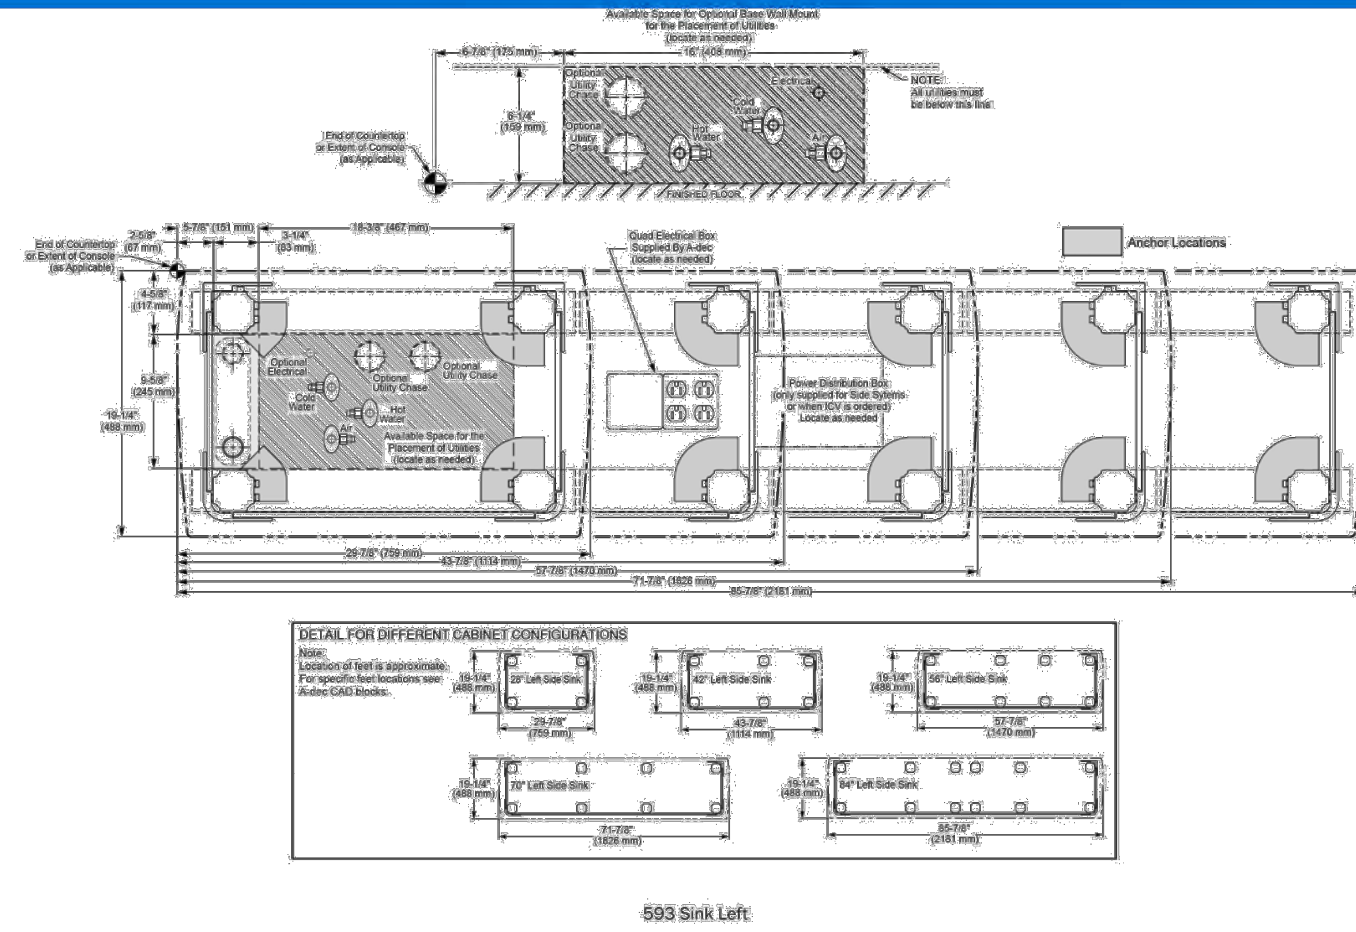 Available Space for Optional Base Wall Mount
for the Placement of Utilities
(locate as needed)
6-7/8" (175 mm)
16" (408 mm)
Optional
Utility
Chase
Electrical
NOTE:
All utilities must
be below this line
Cold
Water
6-1/4"
(159 mm)
Optional
Utility
Chase
Hot
Water
Air
End of Countertop
or Extent of Console
(as Applicable)
FINISHED FLOOR
5-7/8" (151 mm)
18-3/8" (467 mm)
2-5/8"
(67 mm)
3-1/4"
(83 mm)
Quad Electrical Box
Supplied By A-dec
(locate as needed)
Anchor Locations
End of Countertop
or Extent of Console
(as Applicable)
4-5/8"
(117 mm)
Optional
Electrical
Optional
Utility Chase
Optional
Utility Chase
9-5/8"
(245 mm)
Cold
Water
Hot
Water
Air
Power Distribution Box
(only supplied for Side Sytems
or when ICV is ordered)
Locate as needed
19-1/4"
(488 mm)
Available Space for the
Placement of Utilities
(locate as needed)
29-7/8" (759 mm)
43-7/8" (1114 mm)
57-7/8" (1470 mm)
71-7/8" (1826 mm)
85-7/8" (2181 mm)
DETAIL FOR DIFFERENT CABINET CONFIGURATIONS
Note:
Location of feet is approximate.
For specific feet locations see
A-dec CAD blocks.
19-1/4"
(488 mm)
28" Left Side Sink
29-7/8"
(759 mm)
19-1/4"
(488 mm)
42" Left Side Sink
43-7/8"
(1114 mm)
19-1/4"
(488 mm)
56" Left Side Sink
57-7/8"
(1470 mm)
19-1/4"
(488 mm)
70" Left Side Sink
71-7/8"
(1826 mm)
19-1/4"
(488 mm)
84" Left Side Sink
85-7/8"
(2181 mm)
593 Sink Left